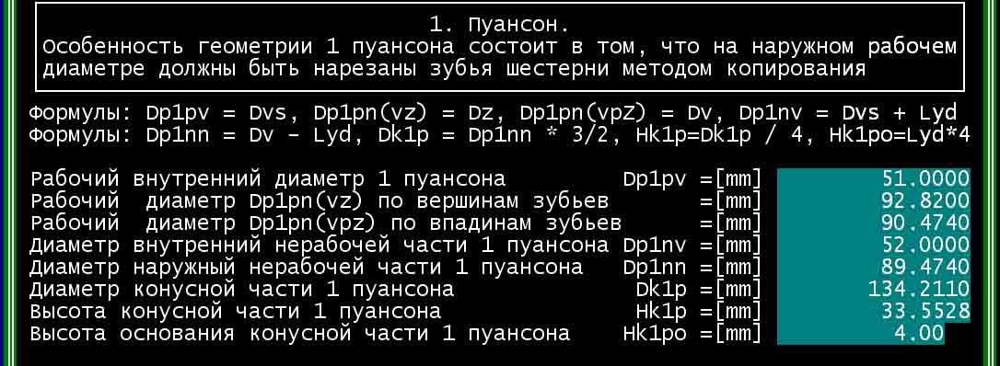 1. Пуансон.
Особенность геометрии 1 пуансона состоит в том, что на наружном рабочем
диаметре должны быть нарезаны зубья шестерни методом копирования
Формулы: Dp1pv = Dvs, Dp1pn(vz) = Dz, Dp1pn(vpZ) = Dv, Dp1nv = Dvs + Lyd
Формулы: Dp1nn = Dv - Lyd, Dk1p = Dp1nn * 3/2, Hk1p=Dk1p / 4, Hk1po=Lyd*4
Рабочий внутренний диаметр 1 пуансона Dp1pv =[mm] 51.0000
Рабочий диаметр Dp1pn(vz) по вершинам зубьев =[mm] 92.8200
Рабочий диаметр Dp1pn(vpz) по впадинам зубьев =[mm] 90.4740
Диаметр внутренний нерабочей части 1 пуансона Dp1nv =[mm] 52.0000
Диаметр наружный нерабочей части 1 пуансона Dp1nn =[mm] 89.4740
Диаметр конусной части 1 пуансона Dk1p =[mm] 134.2110
Высота конусной части 1 пуансона Hk1p =[mm] 33.5528
Высота основания конусной части 1 пуансона Hk1po =[mm] 4.00